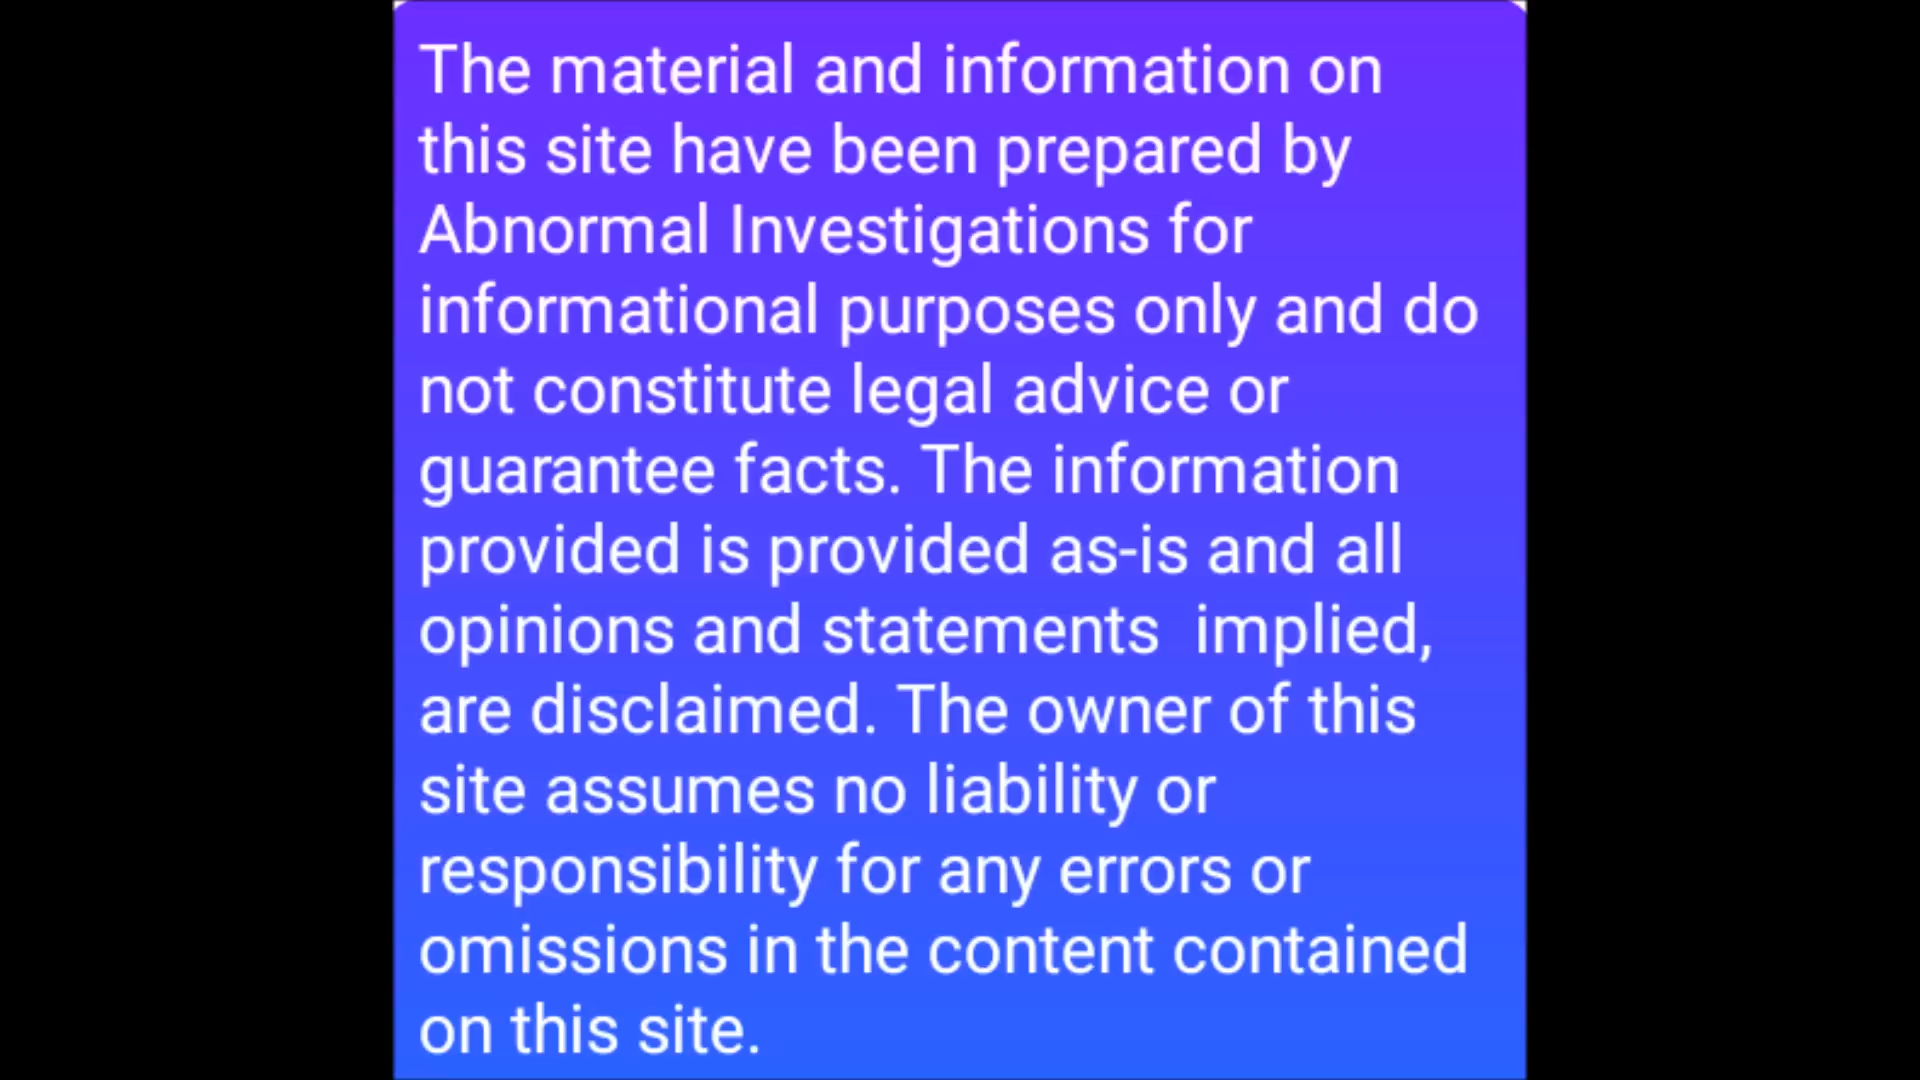 The material and information on
this site have been prepared by
Abnormal Investigations for
informational purposes only and do
not constitute legal advice or
guarantee facts. The information
provided is provided as-is and all
opinions and statements  implied,
are disclaimed. The owner of this
site assumes no liability or
responsibility for any errors or
omissions in the content contained
on this site.